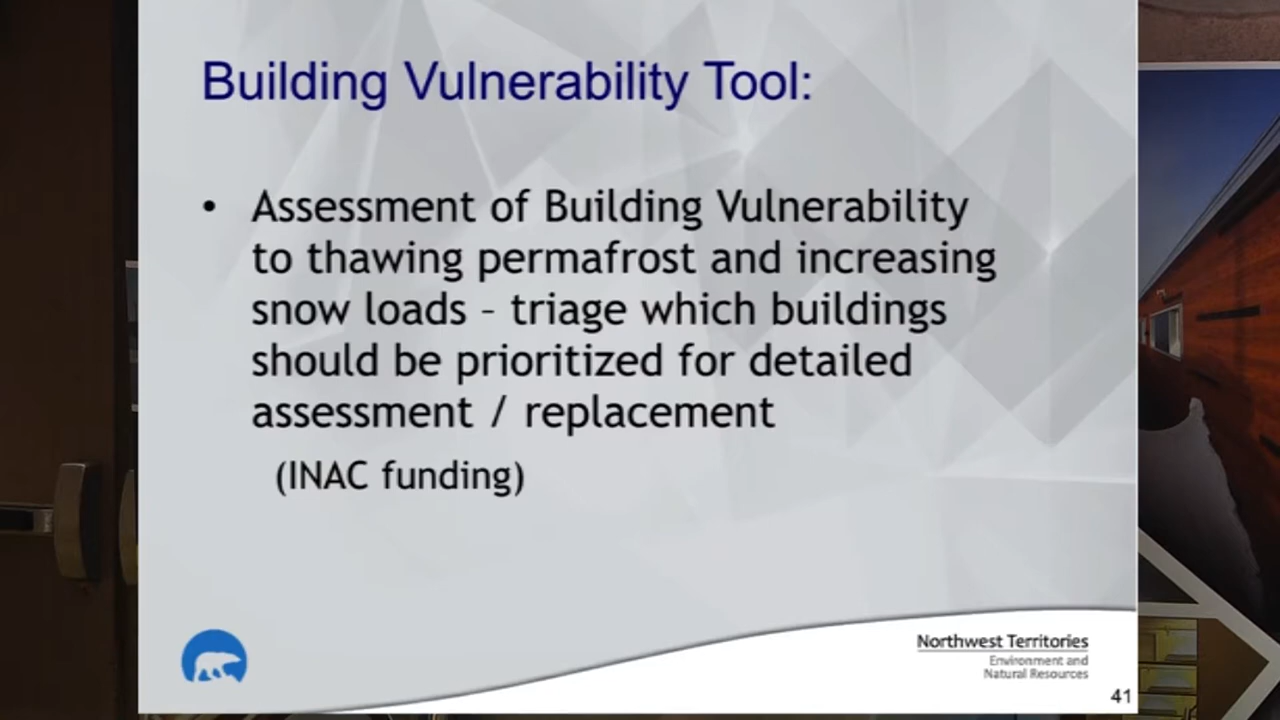 Building Vulnerability Tool:
• Assessment of Building Vulnerability
to thawing permafrost and increasing
snow loads – triage which buildings
should be prioritized for detailed
assessment / replacement
(INAC funding)
Northwest Territories
Environment and
Natural Resources
41